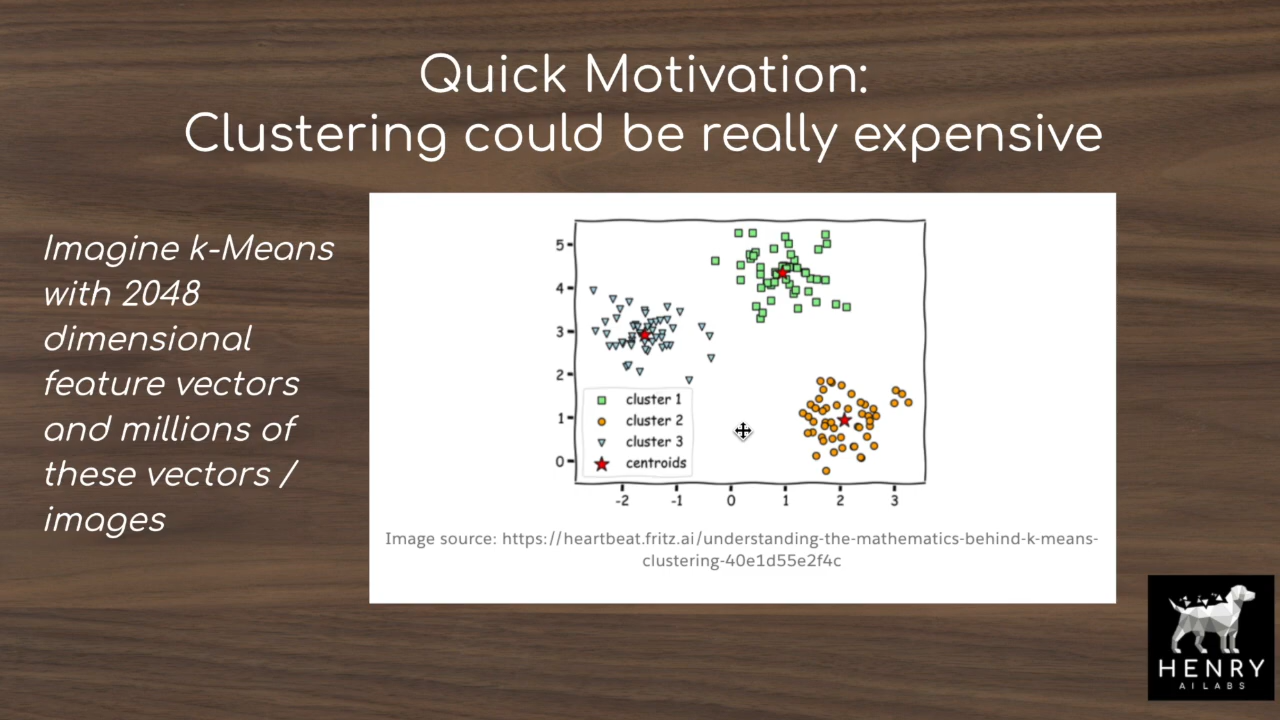 Quick Motivation:
Clustering could be really expensive
Imagine k-Means
with 2048
dimensional
feature vectors
and millions of
these vectors /
images
5
4
3
2
1
0
cluster 1
cluster 2
cluster 3
centroids
-2
-1
0
1
2
3
Image source: https://heartbeat.fritz.ai/understanding-the-mathematics-behind-k-means-
clustering-40e1d55e2f4c
HENRY
AI LABS